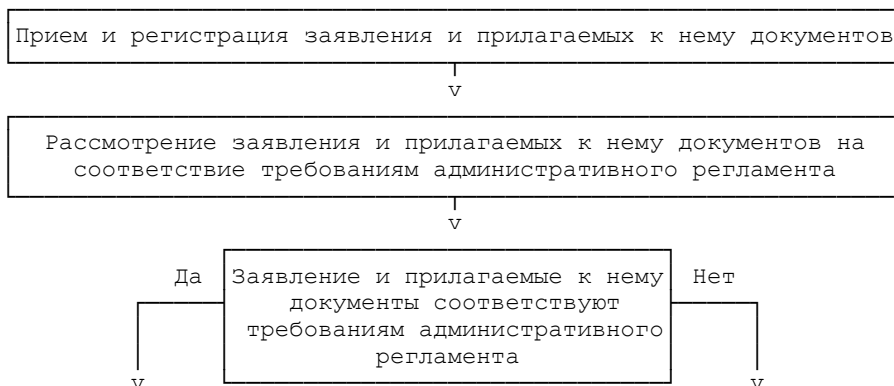 Прием и регистрация заявления и прилагаемых к нему документов
v
Рассмотрение заявления и прилагаемых к нему документов на
соответствие требованиям административного регламента
v
Да Заявление и прилагаемые к нему Нет
документы соответствуют
требованиям административного
регламента
v v